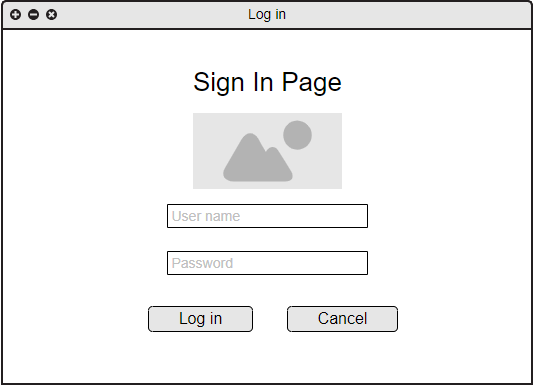 Log in
Sign In Page
User name
Password
Log in
Cancel